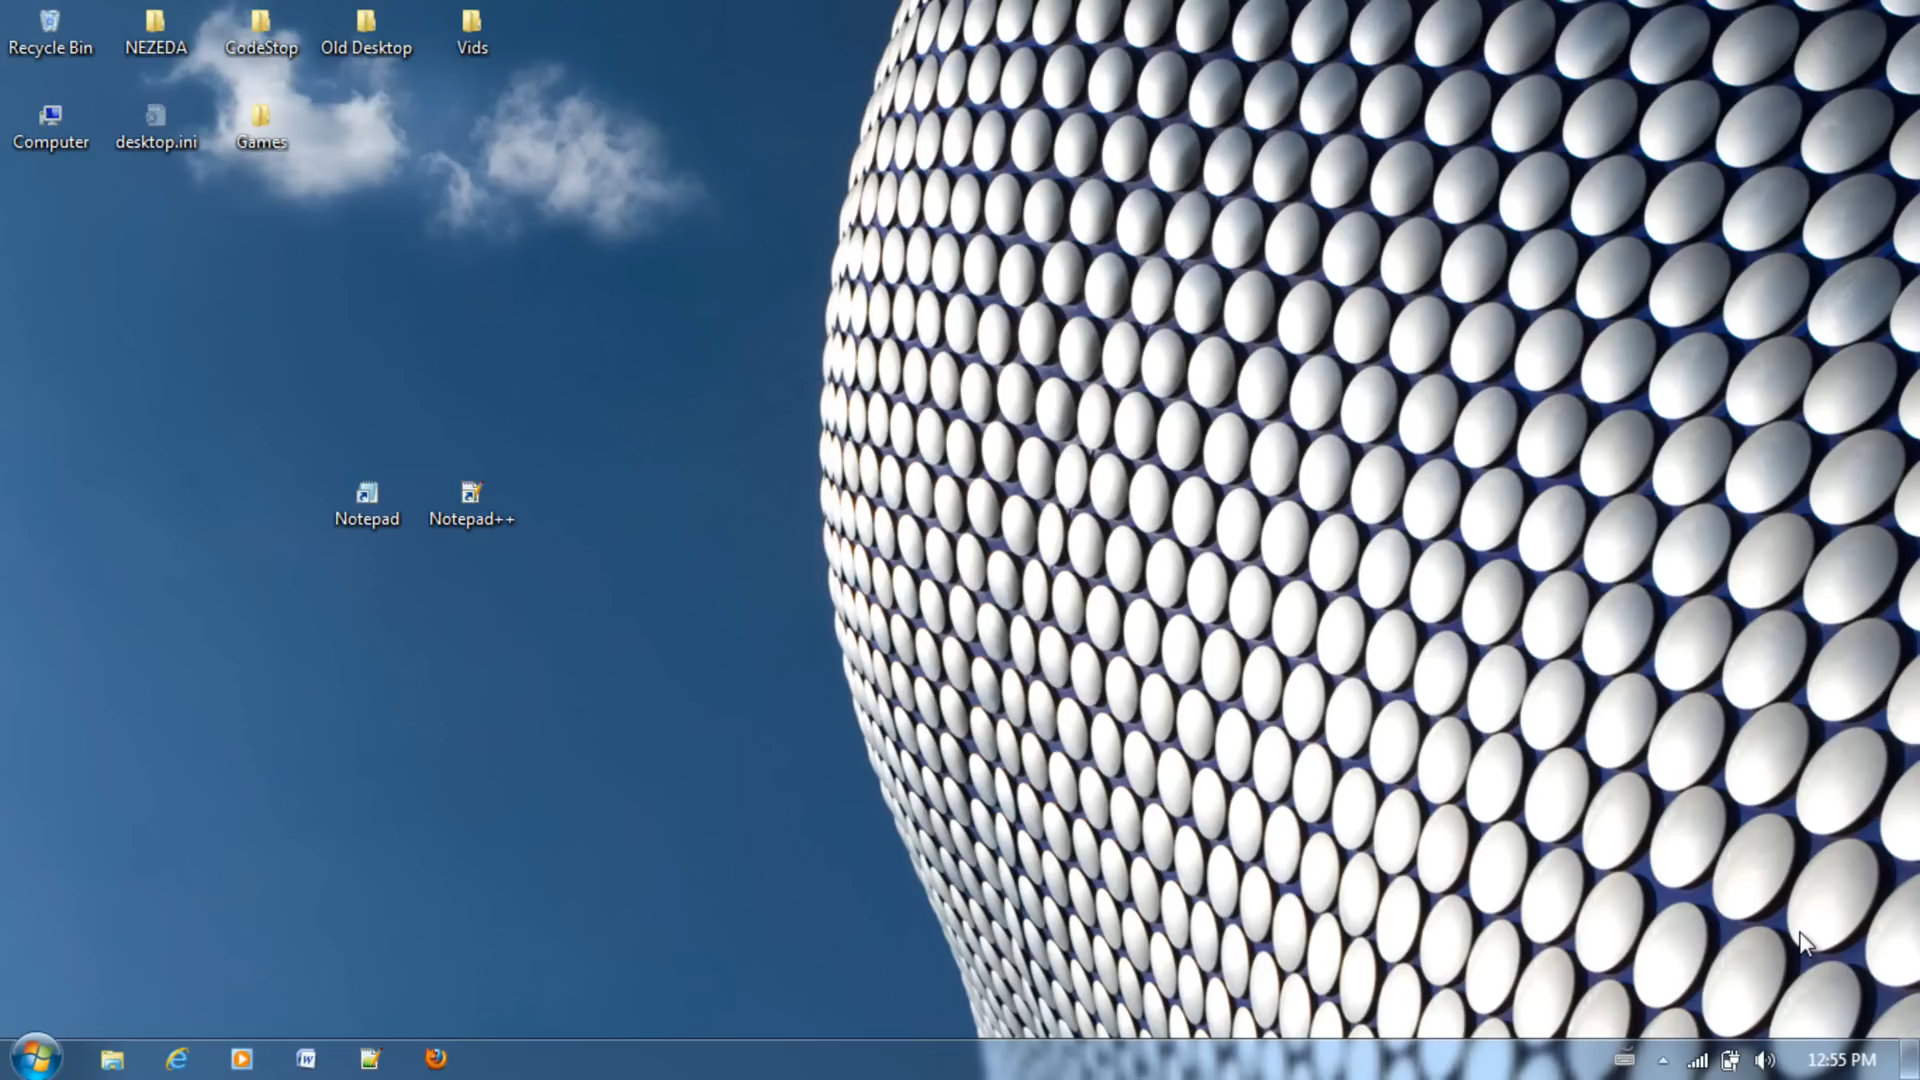 Recycle Bin
NEZEDA
CodeStop
Old Desktop
Vids
Computer
desktop.ini
Games
Notepad
Notepad++
12:55 PM